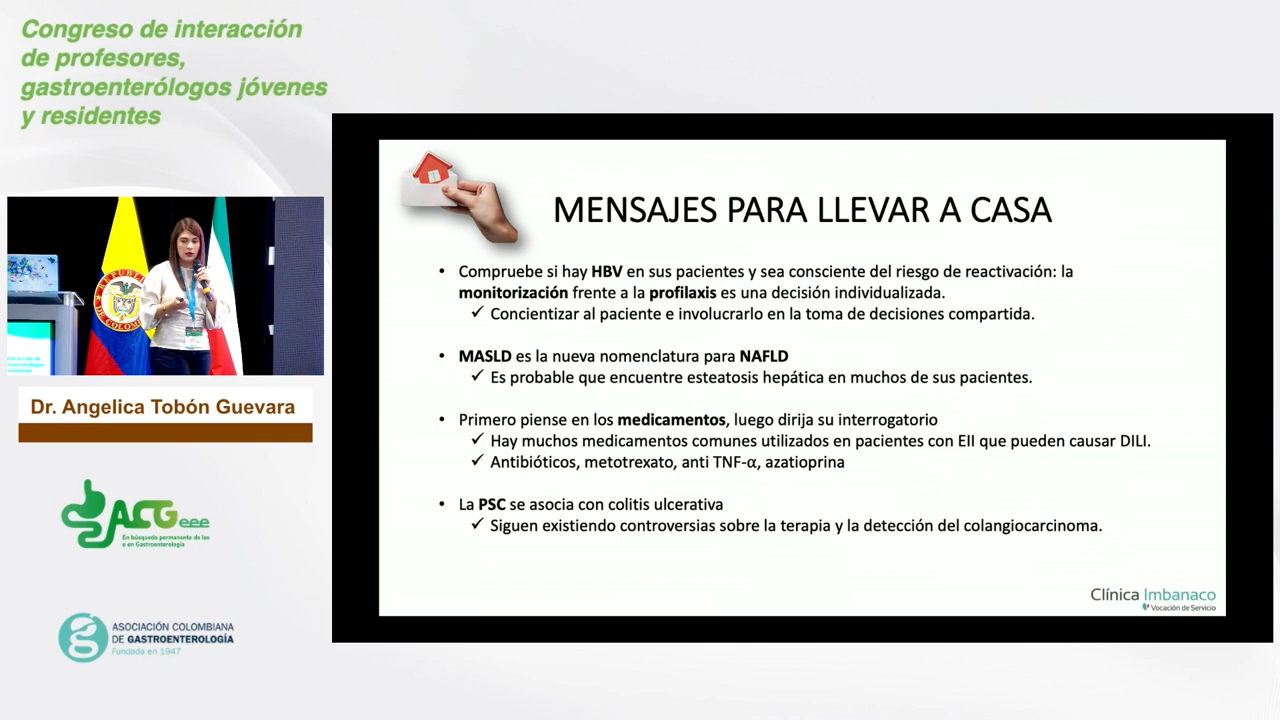 Congreso de interacción
de profesores,
gastroenterólogos jóvenes
y residentes
Dr. Angelica Tobón Guevara
ACGeee
En búsqueda permanente de las
e en Gastroenterología
ASOCIACIÓN COLOMBIANA
DE GASTROENTEROLOGÍA
Fundada en 1947
MENSAJES PARA LLEVAR A CASA
• Compruebe si hay HBV en sus pacientes y sea consciente del riesgo de reactivación: la
monitorización frente a la profilaxis es una decisión individualizada.
✓ Concientizar al paciente e involucrarlo en la toma de decisiones compartida.
• MASLD es la nueva nomenclatura para NAFLD
✓ Es probable que encuentre esteatosis hepática en muchos de sus pacientes.
• Primero piense en los medicamentos, luego dirija su interrogatorio
✓ Hay muchos medicamentos comunes utilizados en pacientes con EII que pueden causar DILI.
✓ Antibióticos, metotrexato, anti TNF-α, azatioprina
• La PSC se asocia con colitis ulcerativa
✓ Siguen existiendo controversias sobre la terapia y la detección del colangiocarcinoma.
Clínica Imbanaco
Vocación de Servicio